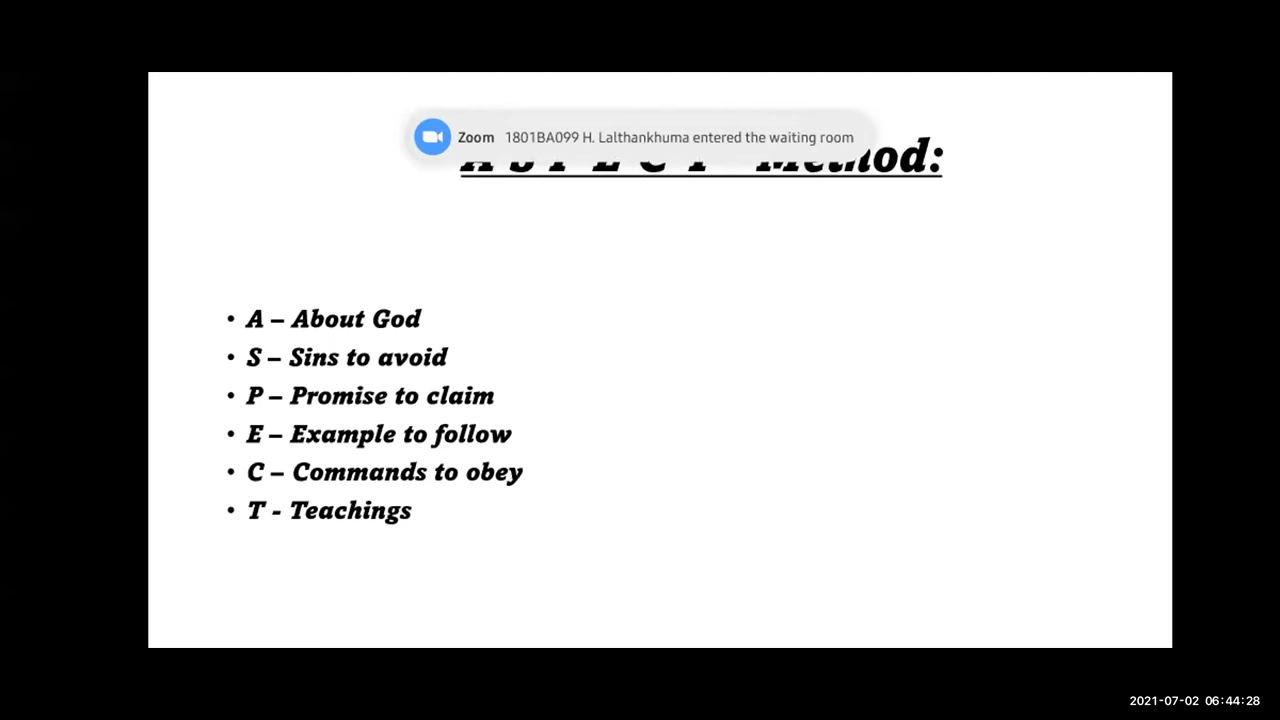 Zoom 1801BA099 H. Lalthankhuma entered the waiting room
A S P E C T Method:
• A – About God
• S – Sins to avoid
• P – Promise to claim
• E – Example to follow
• C – Commands to obey
• T - Teachings
2021-07-02 06:44:28